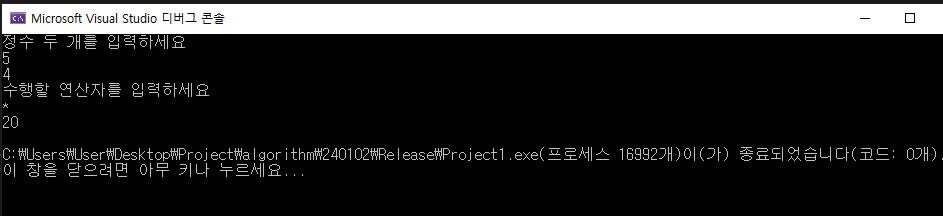 Microsoft Visual Studio 디버그 콘솔
정수 두 개를 입력하세요
5
4
수행할 연산자를 입력하세요
*
20
C:₩Users₩User₩Desktop₩Project₩algorithm₩240102₩Release₩Project1.exe(프로세스 16992개)이(가) 종료되었습니다(코드: 0개).
이 창을 닫으려면 아무 키나 누르세요...